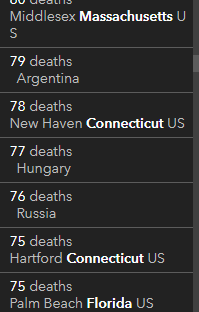 80 deaths
Middlesex Massachusetts U
S
79 deaths
Argentina
78 deaths
New Haven Connecticut US
77 deaths
Hungary
76 deaths
Russia
75 deaths
Hartford Connecticut US
75 deaths
Palm Beach Florida US